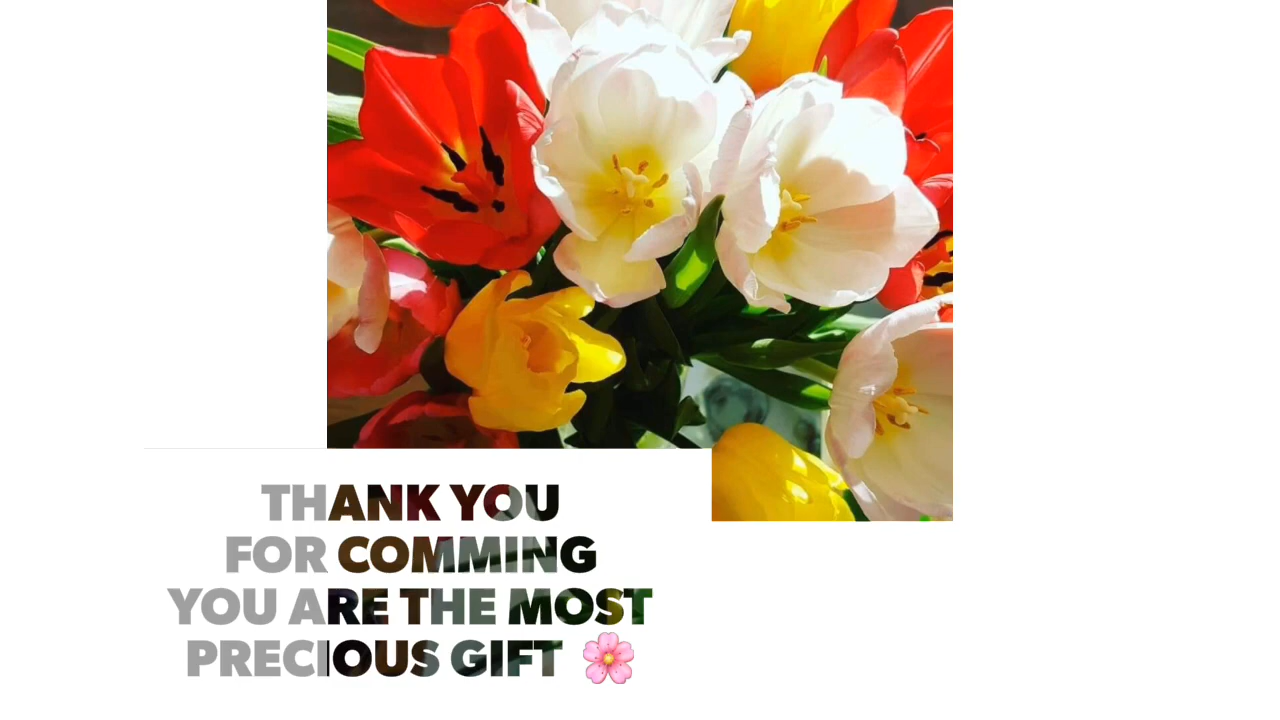 THANK YOU
FOR COMMING
YOU ARE THE MOST
PRECIOUS GIFT 🌸